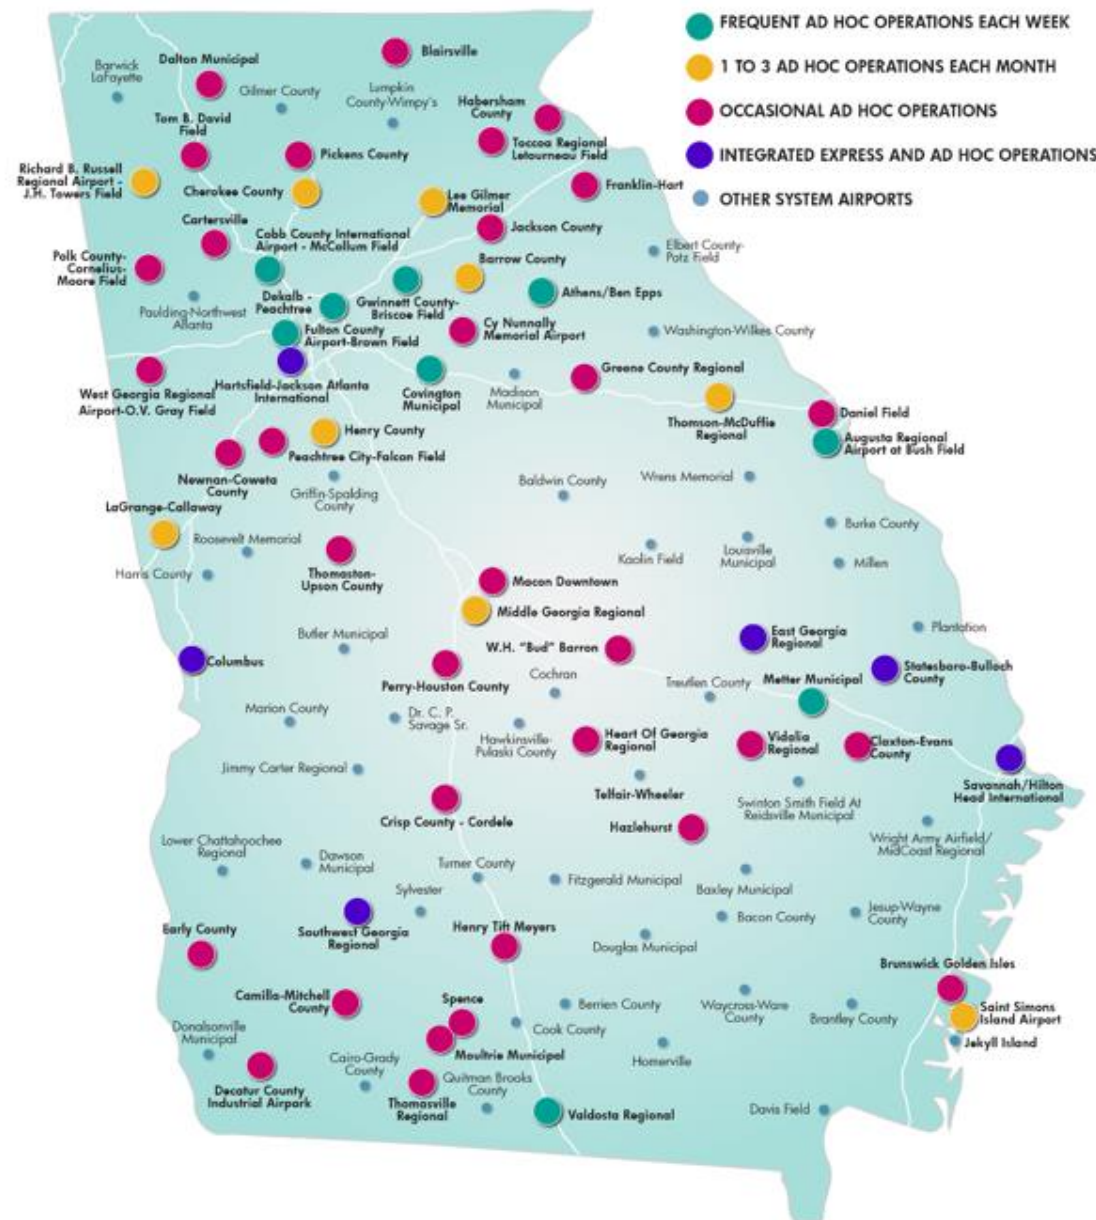 FREQUENT AD HOC OPERATIONS EACH WEEK
1 TO 3 AD HOC OPERATIONS EACH MONTH
OCCASIONAL AD HOC OPERATIONS
INTEGRATED EXPRESS AND AD HOC OPERATIONS
OTHER SYSTEM AIRPORTS
Blairsville
Dalton Municipal
Barwick
LaFayette
Gilmer County
Lumpkin
County-Wimpy's
Habersham
County
Tom B. David
Field
Toccoa Regional
Letourneau Field
Pickens County
Richard B. Russell
Regional Airport -
J.H. Towers Field
Cherokee County
Lee Gilmer
Memorial
Franklin-Hart
Cartersville
Jackson County
Cobb County International
Airport - McCollum Field
Elbert County-
Patz Field
Polk County-
Cornelius-
Moore Field
Barrow County
Dekalb -
Peachtree
Gwinnett County-
Briscoe Field
Athens/Ben Epps
Paulding-Northwest
Atlanta
Fulton County
Airport-Brown Field
Cy Nunnally
Memorial Airport
Washington-Wilkes County
West Georgia Regional
Airport-O.V. Gray Field
Hartsfield-Jackson Atlanta
International
Covington
Municipal
Madison
Municipal
Greene County Regional
Thomson-McDuffie
Regional
Daniel Field
Augusta Regional
Airport at Bush Field
Henry County
Peachtree City-Falcon Field
Newnan-Coweta
County
Griffin-Spalding
County
Baldwin County
Wrens Memorial
LaGrange-Callaway
Roosevelt Memorial
Burke County
Harris County
Thomaston-
Upson County
Kaolin Field
Louisville
Municipal
Millen
Macon Downtown
Middle Georgia Regional
Butler Municipal
W.H. "Bud" Barron
East Georgia
Regional
Plantation
Columbus
Perry-Houston County
Cochran
Treutlen County
Metter Municipal
Statesboro-Bulloch
County
Marion County
Dr. C. P.
Savage Sr.
Hawkinsville-
Pulaski County
Heart Of Georgia
Regional
Vidalia
Regional
Claxton-Evans
County
Jimmy Carter Regional
Telfair-Wheeler
Swinton Smith Field At
Reidsville Municipal
Savannah/Hilton
Head International
Crisp County - Cordele
Hazlehurst
Wright Army Airfield/
MidCoast Regional
Lower Chattahoochee
Regional
Dawson
Municipal
Turner County
Fitzgerald Municipal
Baxley Municipal
Sylvester
Bacon County
Jesup-Wayne
County
Early County
Southwest Georgia
Regional
Henry Tift Meyers
Douglas Municipal
Brunswick Golden Isles
Camilla-Mitchell
County
Spence
Berrien County
Waycross-Ware
County
Brantley County
Saint Simons
Island Airport
Donalsonville
Municipal
Cook County
Jekyll Island
Moultrie Municipal
Homerville
Cairo-Grady
County
Decatur County
Industrial Airpark
Thomasville
Regional
Quitman Brooks
County
Valdosta Regional
Davis Field